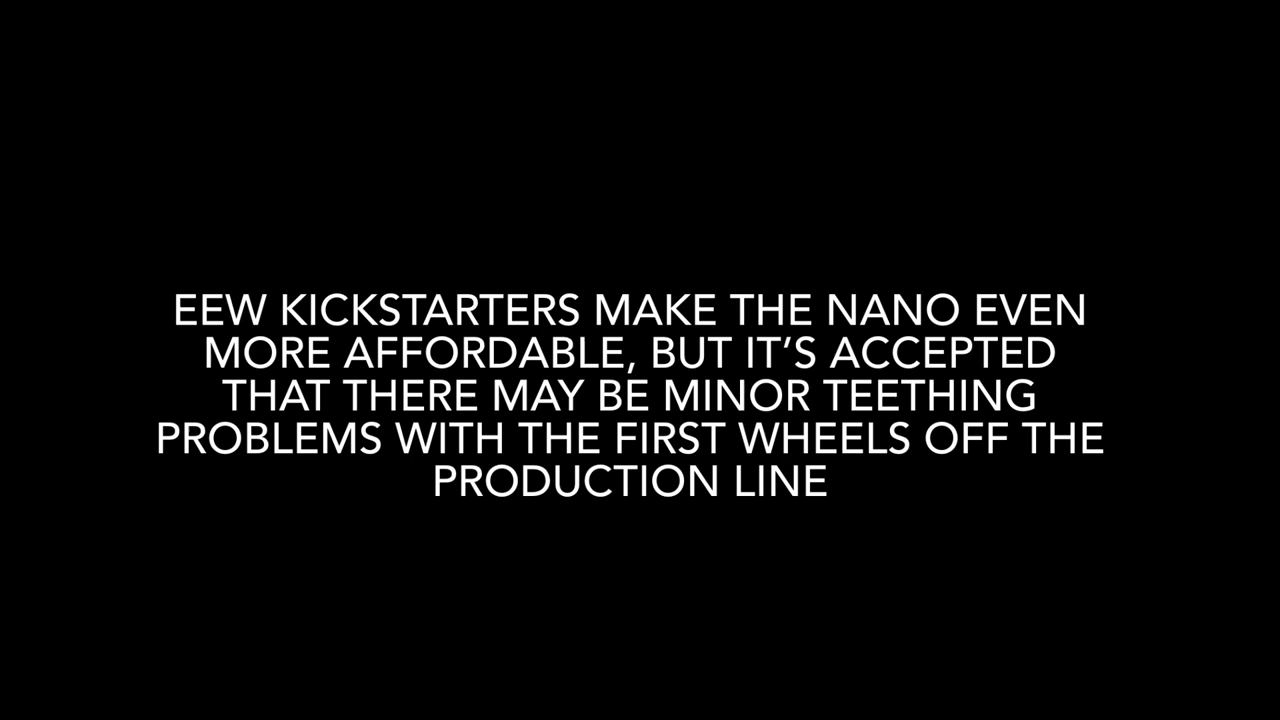 EEW KICKSTARTERS MAKE THE NANO EVEN
MORE AFFORDABLE, BUT IT’S ACCEPTED
THAT THERE MAY BE MINOR TEETHING
PROBLEMS WITH THE FIRST WHEELS OFF THE
PRODUCTION LINE